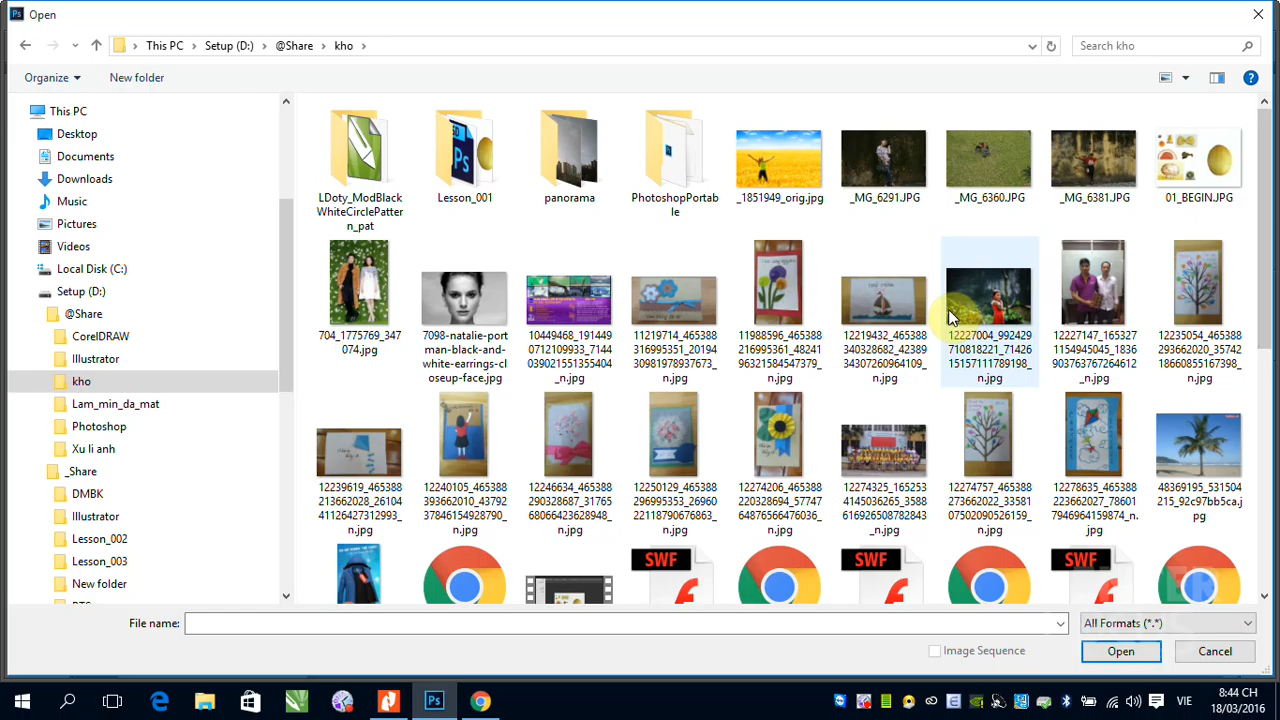 Open
This PC
Setup (D:)
@Share
kho
Search kho
Organize
New folder
This PC
Desktop
Documents
Downloads
Music
Pictures
Videos
Local Disk (C:)
Setup (D:)
@Share
CorelDRAW
Illustrator
kho
Lam_min_da_mat
Photoshop
Xu li anh
_Share
DMBK
Illustrator
Lesson_002
Lesson_003
New folder
LDoty_ModBlack
WhiteCirclePatter
n_pat
Lesson_001
panorama
PhotoshopPortab
le
_1851949_orig.jpg
_MG_6291.JPG
_MG_6360.JPG
_MG_6381.JPG
01_BEGIN.JPG
704_1775769_347
074.jpg
7098-natalie-port
man-black-and-
white-earrings-cl
oseup-face.jpg
10449468_191449
0712109933_7144
039021551355404
_n.jpg
11219714_465388
316995351_20194
30981978937673_
n.jpg
11988596_465388
216995361_48241
96321584547379_
n.jpg
12219432_465388
340328682_42389
34307260964109_
n.jpg
12227004_992429
710818221_71426
15157111789198_
n.jpg
12227147_165327
1154945045_1836
903763767264612
_n.jpg
12235054_465388
293662020_35742
18660855167398_
n.jpg
12239619_465388
213662028_26104
41126427312993_
n.jpg
12240105_465388
393662010_43792
37846154928790_
n.jpg
12246634_465388
290328687_31765
68066423628948_
n.jpg
12250129_465388
296995353_26960
22118790676863_
n.jpg
12274206_465388
220328694_57747
64876566476036_
n.jpg
12274325_165253
4145036265_3588
616926508782843
_n.jpg
12274757_465388
273662022_33581
07502090526159_
n.jpg
12278635_465388
223662027_78601
7946964159874_n.
jpg
48369195_531504
215_92c97bb5ca.j
pg
SWF
SWF
SWF
File name:
All Formats (*.*)
Image Sequence
Open
Cancel
VIE
8:44 CH
18/03/2016